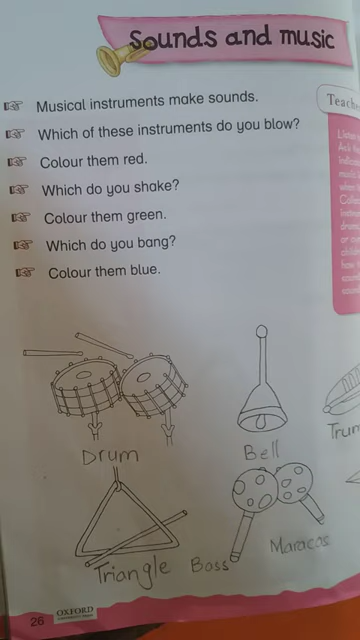 Sounds and music
Musical instruments make sounds.
Which of these instruments do you blow?
Colour them red.
Which do you shake?
Colour them green.
Which do you bang?
Colour them blue.
Drum
Bell
Triangle
Boss
Maracas
26
OXFORD